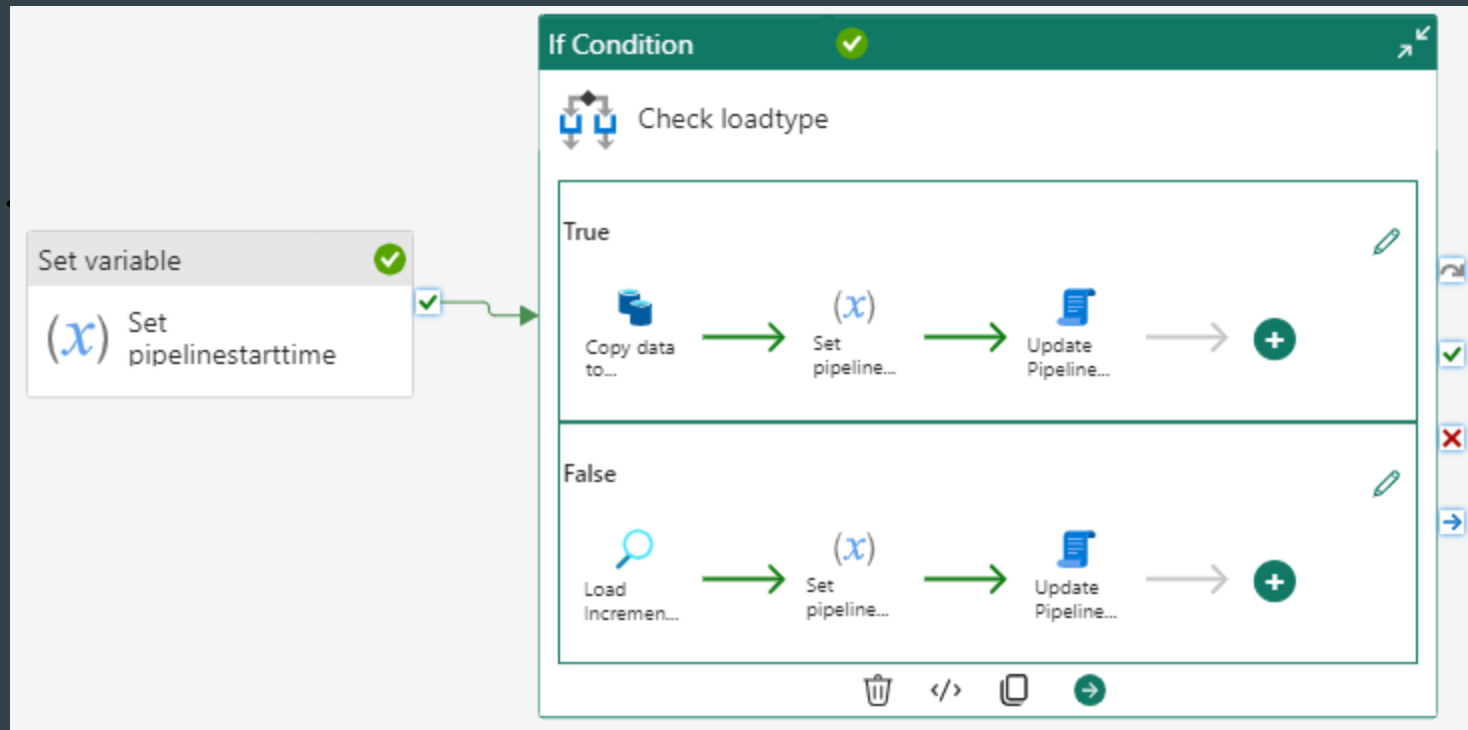 If Condition
Check loadtype
Set variable
(x) Set
pipelinestarttime
True
Copy data
to...
(x)
Set
pipeline...
Update
Pipeline...
False
Load
Incremen...
(x)
Set
pipeline...
Update
Pipeline...